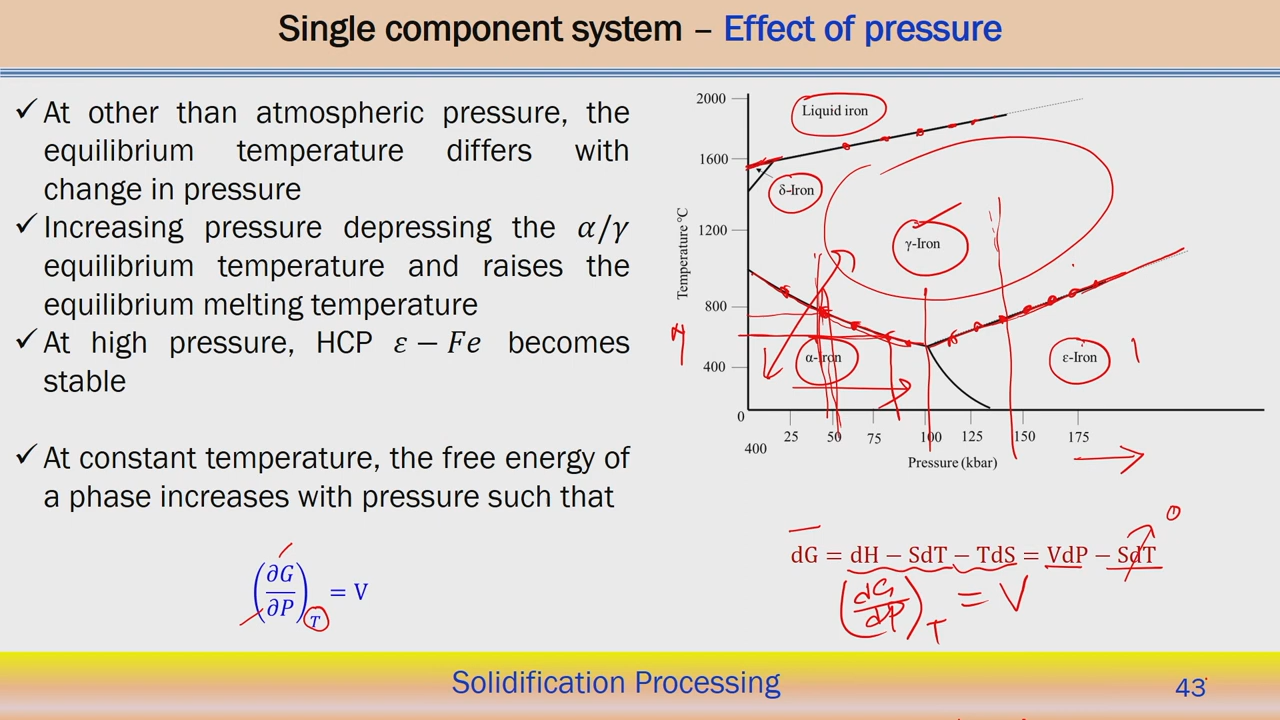 Single component system – Effect of pressure
✓ At other than atmospheric pressure, the
equilibrium temperature differs with
change in pressure
✓ Increasing pressure depressing the α/γ
equilibrium temperature and raises the
equilibrium melting temperature
✓ At high pressure, HCP ε − Fe becomes
stable
✓ At constant temperature, the free energy of
a phase increases with pressure such that
(∂G/∂P)T = V
2000
1600
1200
800
400
0
400
Temperature °C
Liquid iron
δ-Iron
γ-Iron
α-Iron
ε-Iron
25 50 75 100 125 150 175
Pressure (kbar)
dG = dH − SdT − TdS = VdP − SdT
0
(dG/dP)T = V
Solidification Processing
43